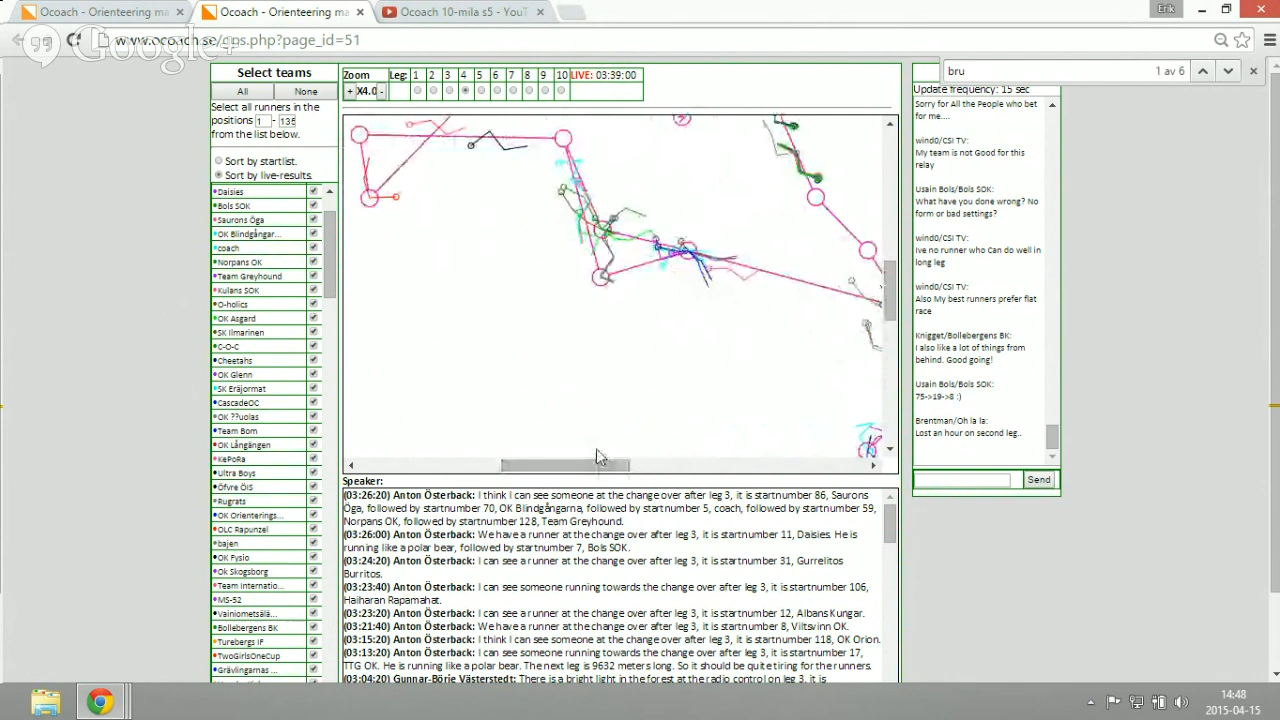 Ocoach - Orienteering ma
Ocoach - Orienteering ma
Ocoach 10-mila s5 - YouT
Erik
www.ocoach.se/
.php?page_id=51
Google+
Select teams
All
None
Select all runners in the
positions 1 - 135
from the list below.
Sort by startlist.
Sort by live-results.
Daisies
Bols SOK
Saurons Öga
OK Blindgångar...
coach
Norpans OK
Team Greyhound
Kulans SOK
O-holics
OK Asgard
SK Ilmarinen
C-O-C
Cheetahs
OK Glenn
SK Eräjormat
CascadeOC
OK ??uolas
Team Bom
OK Långängen
KePoRa
Ultra Boys
Öfvre ÖIS
Rugrats
OK Orienterings...
OLC Rapunzel
bajen
OK Fysio
Ok Skogsborg
Team Internatio...
MS-52
Vainiometsälä...
Bollebergens BK
Turebergs IF
TwoGirlsOneCup
Grävlingarnas ...
Zoom
+ X4.0 -
Leg: 1 2 3 4 5 6 7 8 9 10
LIVE: 03:39:00
Speaker:
(03:26:20) Anton Österback: I think I can see someone at the change over after leg 3, it is startnumber 86, Saurons
Öga, followed by startnumber 70, OK Blindgångarna, followed by startnumber 5, coach, followed by startnumber 59,
Norpans OK, followed by startnumber 128, Team Greyhound.
(03:26:00) Anton Österback: We have a runner at the change over after leg 3, it is startnumber 11, Daisies. He is
running like a polar bear, followed by startnumber 7, Bols SOK.
(03:24:20) Anton Österback: I can see a runner at the change over after leg 3, it is startnumber 31, Gurrelitos
Burritos.
(03:23:40) Anton Österback: I can see someone running towards the change over after leg 3, it is startnumber 106,
Haiharan Rapamahat.
(03:23:20) Anton Österback: I can see a runner at the change over after leg 3, it is startnumber 12, Albans Kungar.
(03:21:40) Anton Österback: We have a runner at the change over after leg 3, it is startnumber 8, Viltsvinn OK.
(03:15:20) Anton Österback: I think I can see someone at the change over after leg 3, it is startnumber 118, OK Orion.
(03:13:20) Anton Österback: I can see someone running towards the change over after leg 3, it is startnumber 17,
TTG OK. He is running like a polar bear. The next leg is 9632 meters long. So it should be quite tiring for the runners.
(03:04:20) Gunnar-Börje Västerstedt: There is a bright light in the forest at the radio control on leg 3, it is
bru
1 av 6
Update frequency: 15 sec
Sorry for All the People who bet
for me....
wind0/CSI TV:
My team is not Good for this
relay
Usain Bols/Bols SOK:
What have you done wrong? No
form or bad settings?
wind0/CSI TV:
Ive no runner who Can do well in
long leg
wind0/CSI TV:
Also My best runners prefer flat
race
Knigget/Bollebergens BK:
I also like a lot of things from
behind. Good going!
Usain Bols/Bols SOK:
75->19->8 :)
Brentman/Oh la la:
Lost an hour on second leg..
Send
14:48
2015-04-15